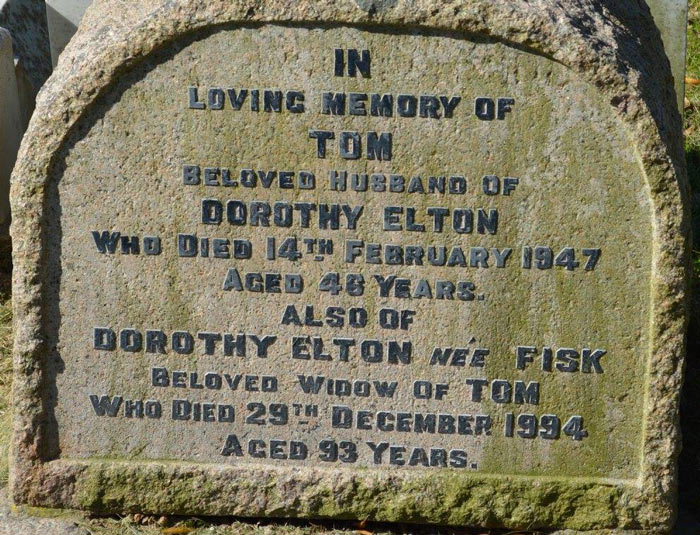 IN
LOVING MEMORY OF
TOM
BELOVED HUSBAND OF
DOROTHY ELTON
WHO DIED 14TH FEBRUARY 1947
AGED 46 YEARS.
ALSO OF
DOROTHY ELTON NÉE FISK
BELOVED WIDOW OF TOM
WHO DIED 29TH DECEMBER 1994
AGED 93 YEARS.